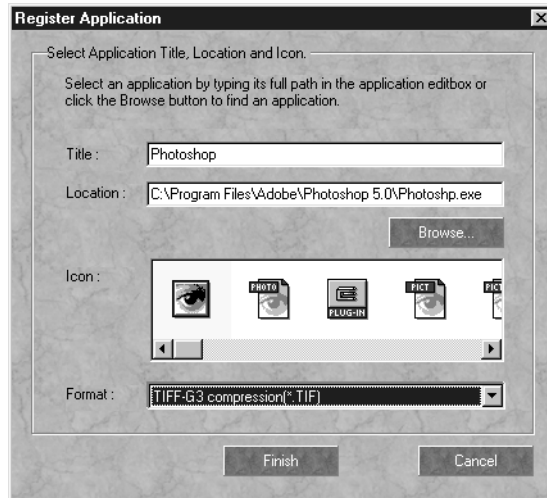 Register Application
Select Application Title, Location and Icon.
Select an application by typing its full path in the application editbox or
click the Browse button to find an application.
Title :
Photoshop
Location :
C:\Program Files\Adobe\Photoshop 5.0\Photoshp.exe
Browse...
Icon :
PHOTO
PLUG-IN
PICT
Format :
TIFF-G3 compression(*.TIF)
Finish
Cancel